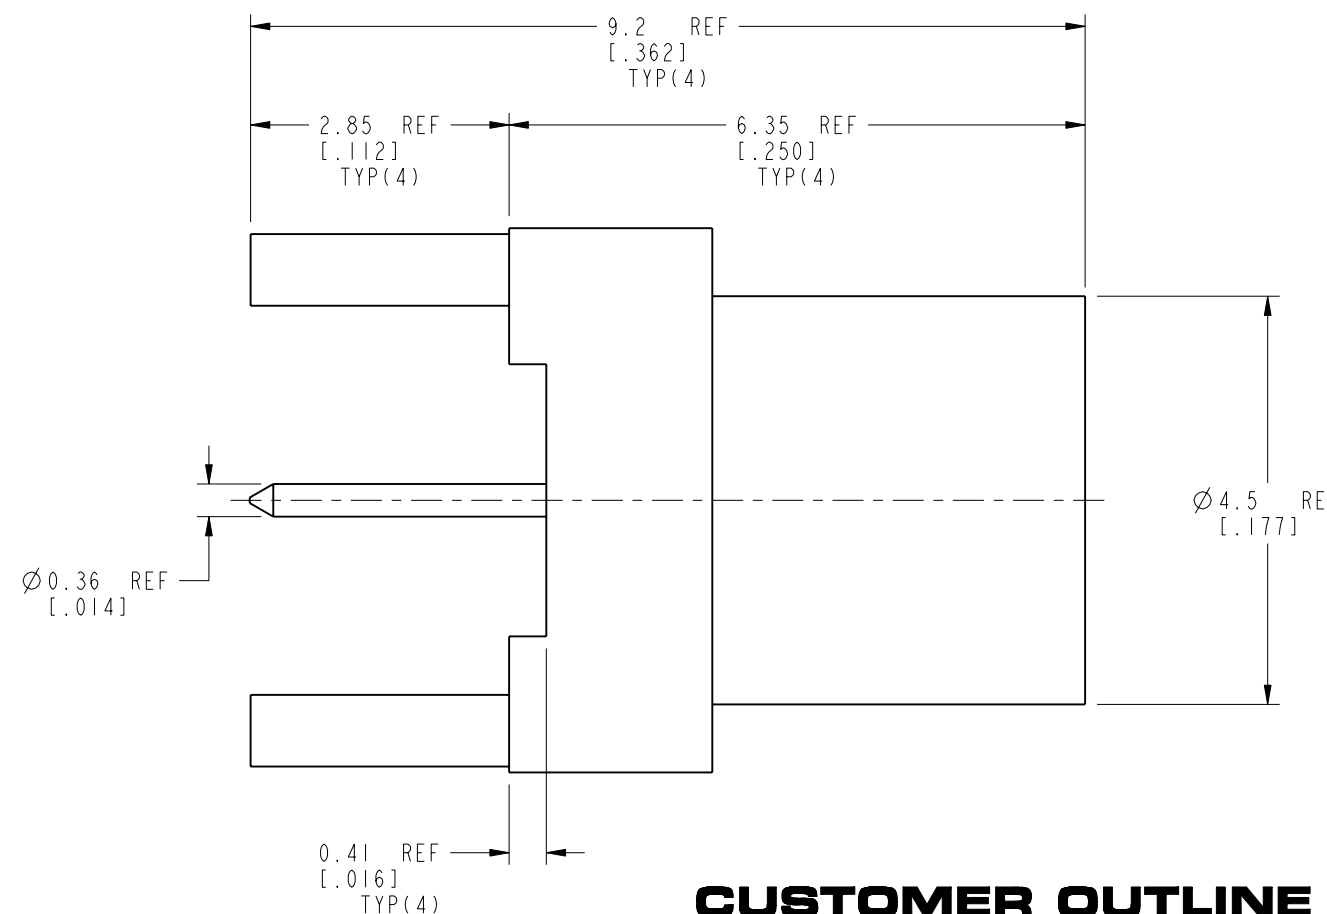 9.2 REF
[.362]
TYP(4)
2.85 REF
[.112]
TYP(4)
6.35 REF
[.250]
TYP(4)
Ø4.5 RE
[.177]
Ø0.36 REF
[.014]
0.41 REF
[.016]
TYP(4)
CUSTOMER OUTLINE